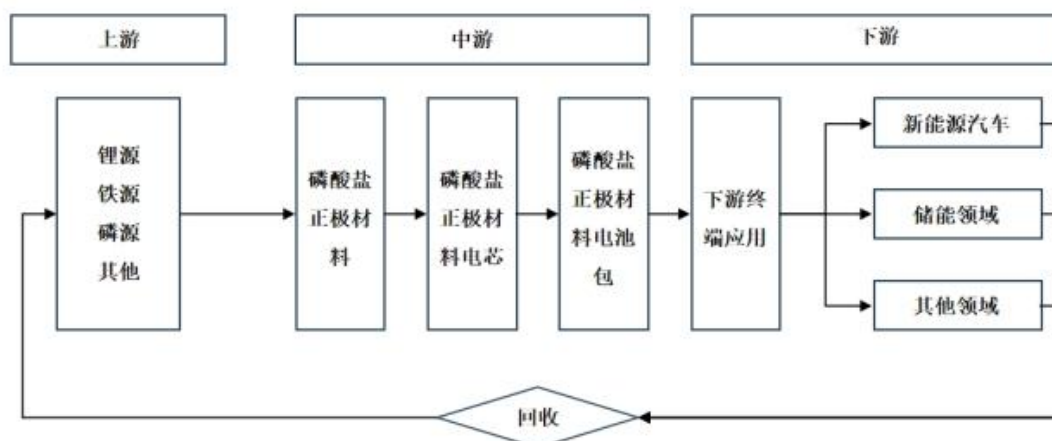 上游
中游
下游
锂源
铁源
磷源
其他
磷酸盐
正极材
料
磷酸盐
正极材
料电芯
磷酸盐
正极材
料电池
包
下游终
端应用
新能源汽车
储能领域
其他领域
回收